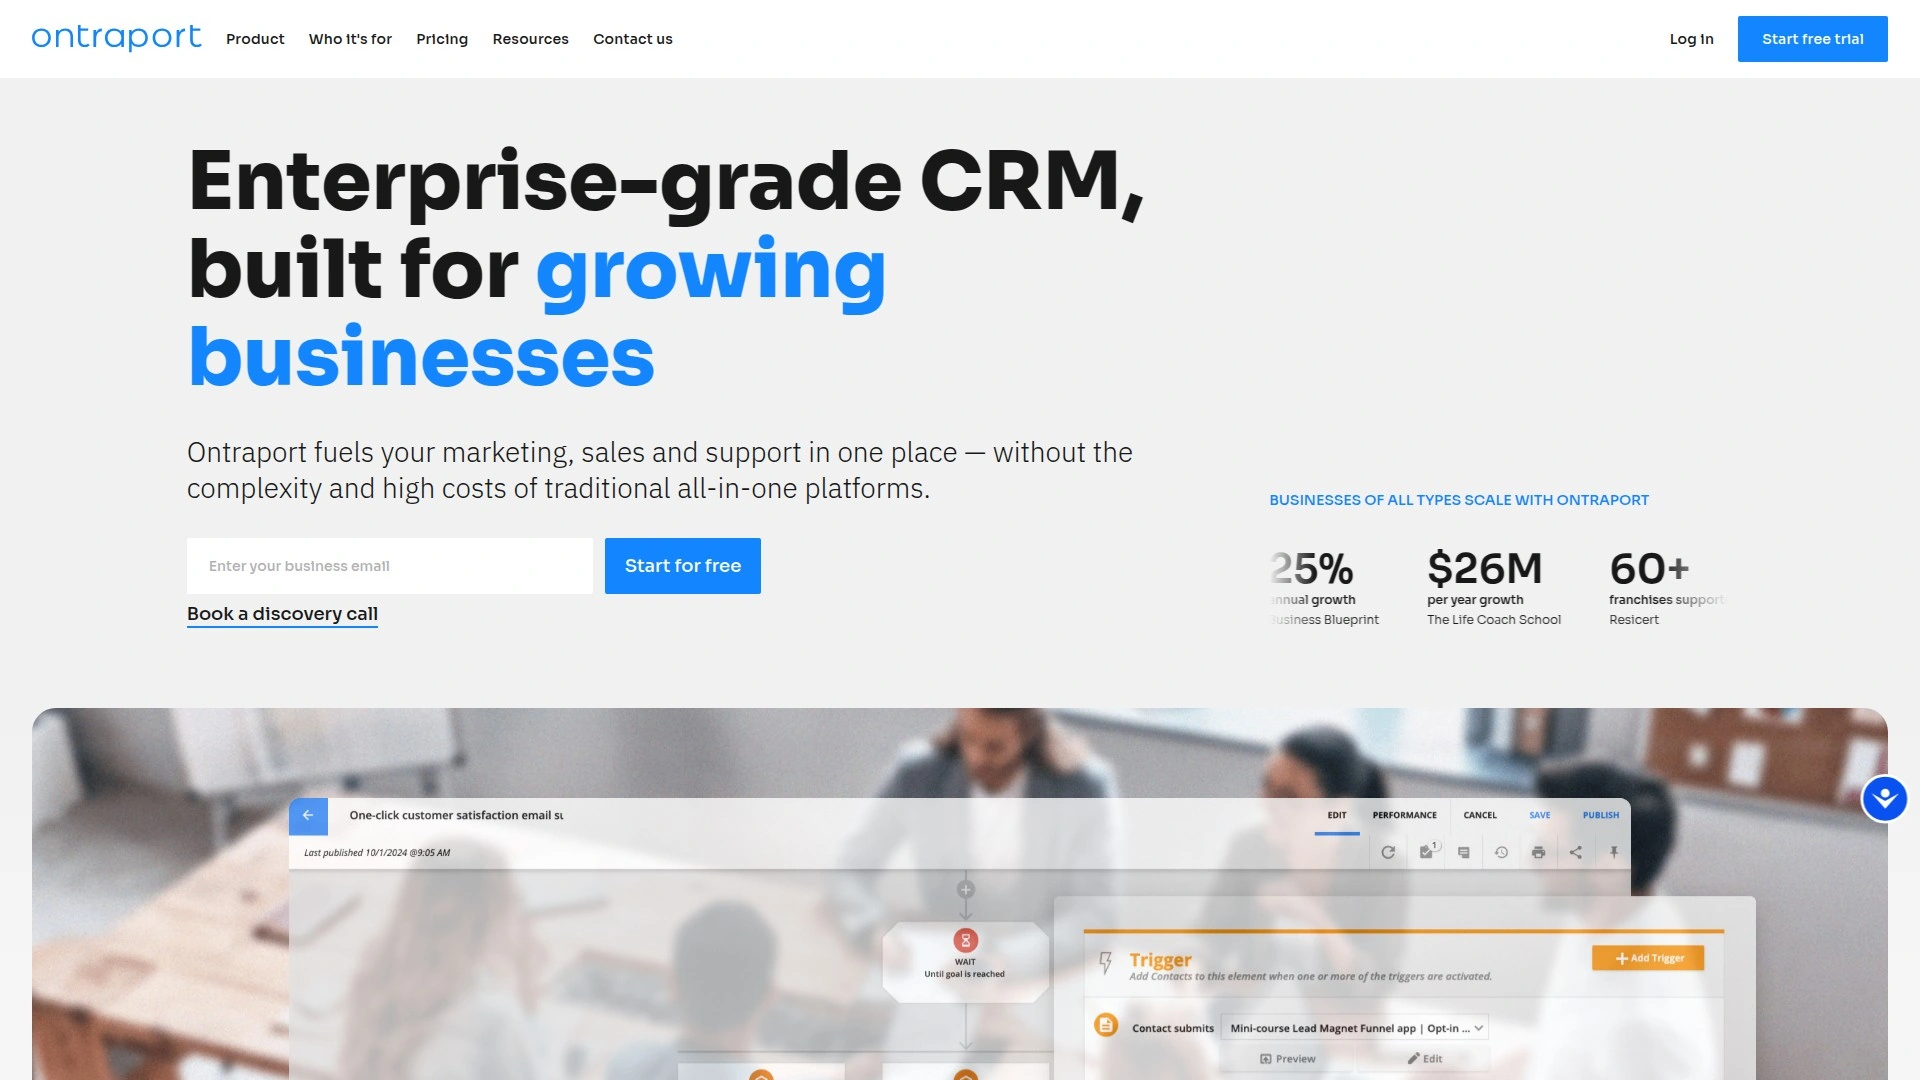 ontraport
Product
Who it's for
Pricing
Resources
Contact us
Log in
Start free trial
Enterprise-grade CRM,
built for growing
businesses
Ontraport fuels your marketing, sales and support in one place — without the
complexity and high costs of traditional all-in-one platforms.
Enter your business email
Start for free
Book a discovery call
BUSINESSES OF ALL TYPES SCALE WITH ONTRAPORT
25%
annual growth
Business Blueprint
$26M
per year growth
The Life Coach School
60+
franchises support
Resicert
One-click customer satisfaction email su
EDIT
PERFORMANCE
CANCEL
SAVE
PUBLISH
Last published 10/1/2024 @9:05 AM
1
WAIT
Until goal is reached
Trigger
Add Contacts to this element when one or more of the triggers are activated.
Add Trigger
Contact submits
Mini-course Lead Magnet Funnel app | Opt-in ...
Preview
Edit